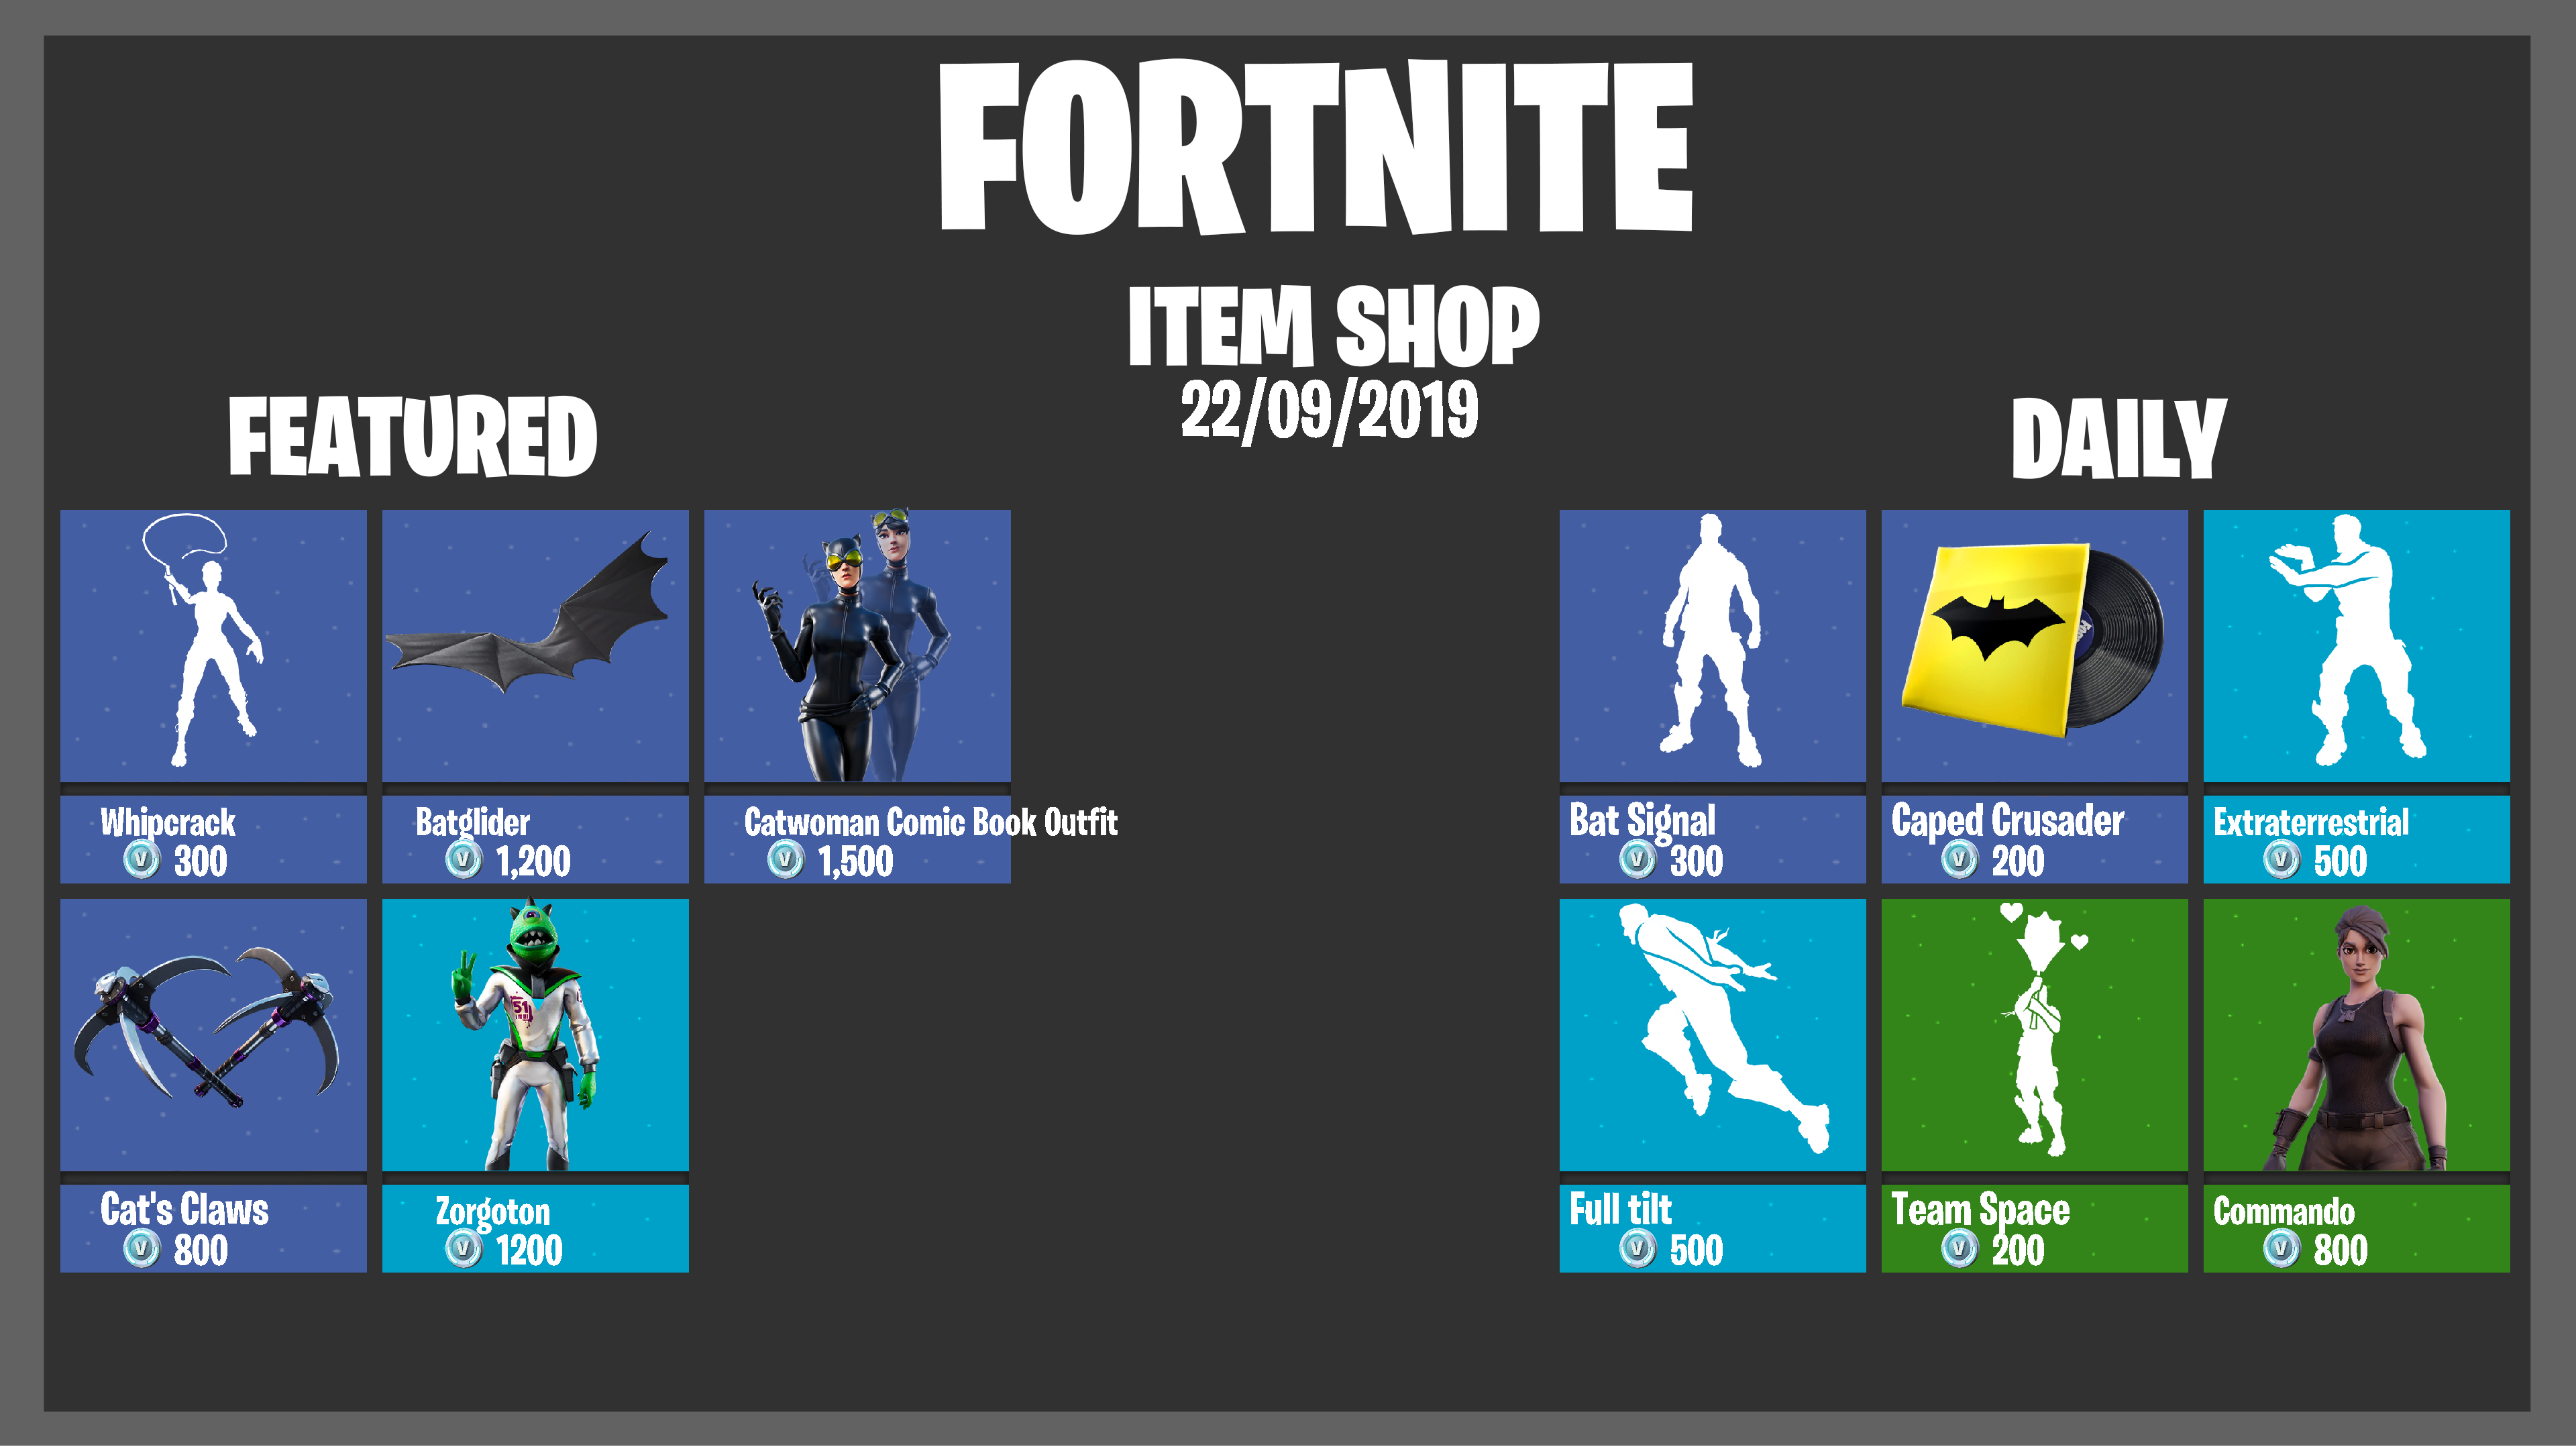 FORTNITE
ITEM SHOP
22/09/2019
FEATURED
Whipcrack
300
Batglider
1,200
Catwoman Comic Book Outfit
1,500
Cat's Claws
800
51
Zorgoton
1200
DAILY
Bat Signal
300
Caped Crusader
200
Extraterrestrial
500
Full tilt
500
Team Space
200
Commando
800